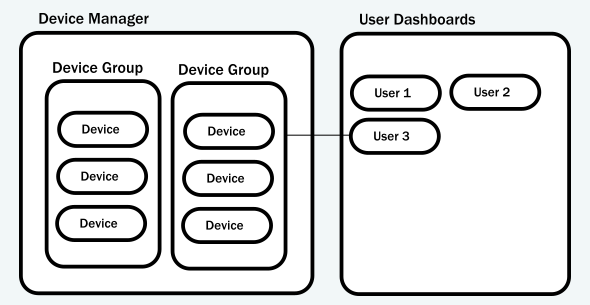 Device Manager
User Dashboards
Device Group
Device Group
User 1
User 2
User 3
Device
Device
Device
Device
Device
Device